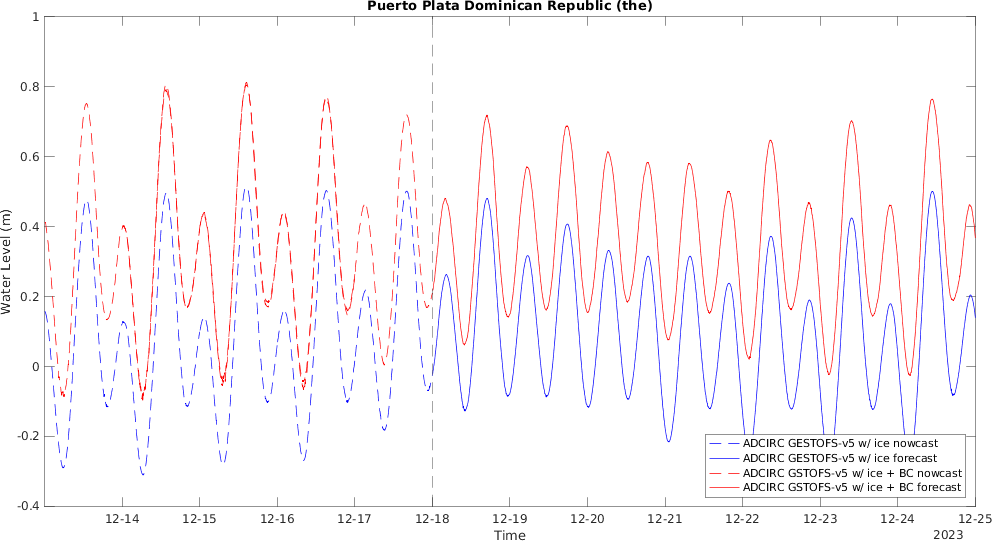 Puerto Plata Dominican Republic (the)
Water Level (m)
1
0.8
0.6
0.4
0.2
0
-0.2
-0.4
ADCIRC GESTOFS-v5 w/ ice nowcast
ADCIRC GESTOFS-v5 w/ ice forecast
ADCIRC GSTOFS-v5 w/ ice + BC nowcast
ADCIRC GSTOFS-v5 w/ ice + BC forecast
12-14 12-15 12-16 12-17 12-18 12-19 12-20 12-21 12-22 12-23 12-24 12-25
Time
2023